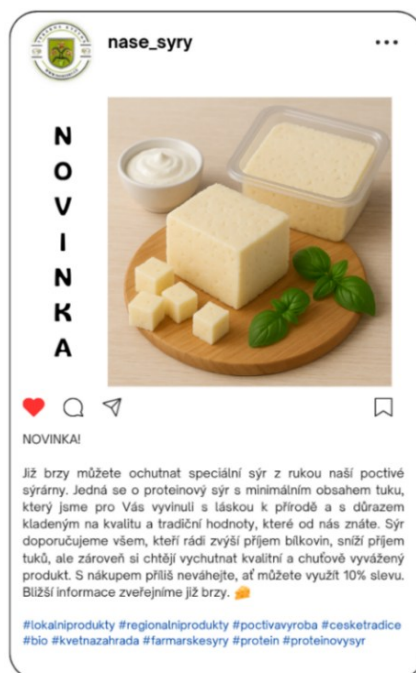 nase_syry
NOVINKA
NOVINKA!
Již brzy můžete ochutnat speciální sýr z rukou naší poctivé
sýrárny. Jedná se o proteinový sýr s minimálním obsahem tuku,
který jsme pro Vás vyvinuli s láskou k přírodě a s důrazem
kladeným na kvalitu a tradiční hodnoty, které od nás znáte. Sýr
doporučujeme všem, kteří rádi zvýší příjem bílkovin, sníží příjem
tuků, ale zároveň si chtějí vychutnat kvalitní a chuťově vyvážený
produkt. S nákupem příliš neváhejte, ať můžete využít 10% slevu.
Bližší informace zveřejníme již brzy. 🧀
#lokalniprodukty #regionalniprodukty #poctivavyroba #cesketradice
#bio #kvetnazahrada #farmarskesyry #protein #proteinovysyr